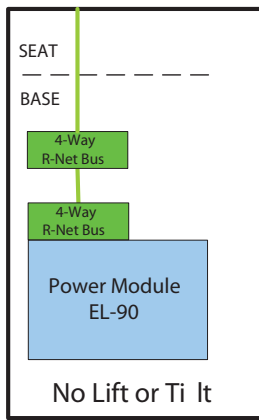 SEAT
BASE
4-Way
R-Net Bus
4-Way
R-Net Bus
Power Module
EL-90
No Lift or Ti lt